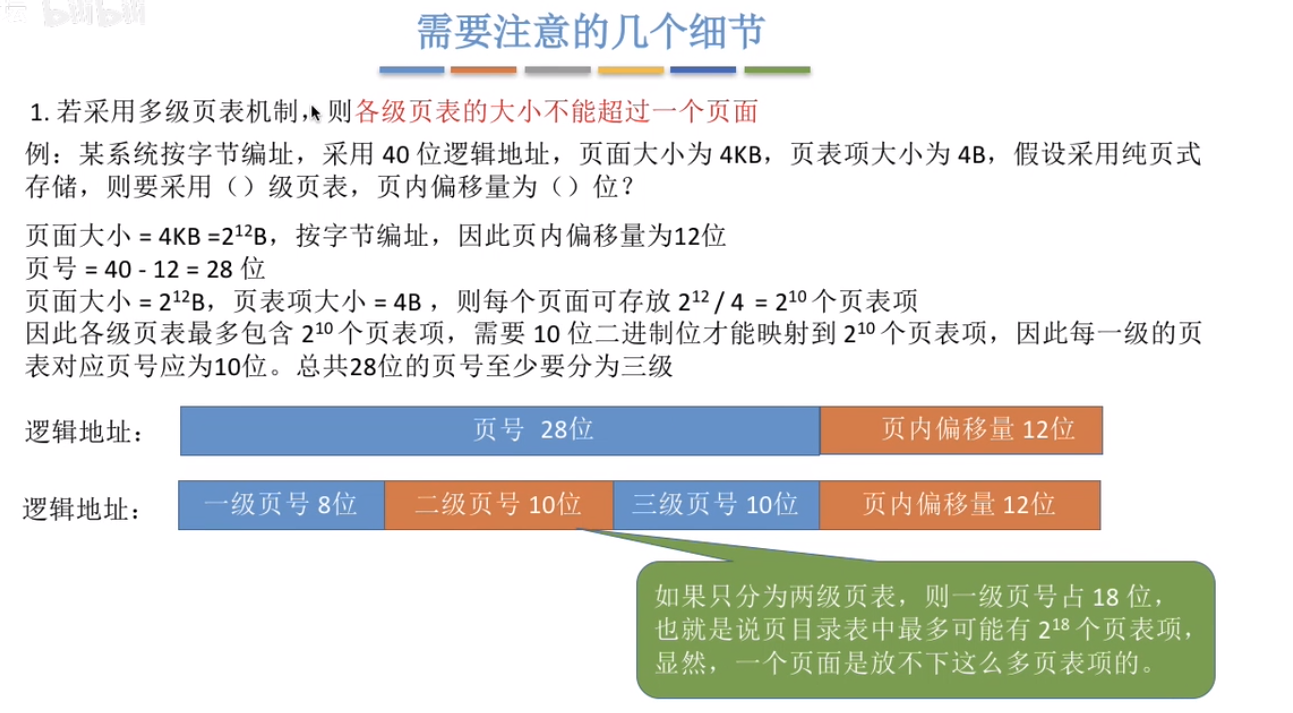 bilibili
需要注意的几个细节
1. 若采用多级页表机制，则各级页表的大小不能超过一个页面
例：某系统按字节编址，采用 40 位逻辑地址，页面大小为 4KB，页表项大小为 4B，假设采用纯页式
存储，则要采用（）级页表，页内偏移量为（）位？
页面大小 = 4KB =2¹²B，按字节编址，因此页内偏移量为12位
页号 = 40 - 12 = 28 位
页面大小 = 2¹²B，页表项大小 = 4B ，则每个页面可存放 2¹² / 4 = 2¹⁰ 个页表项
因此各级页表最多包含 2¹⁰ 个页表项，需要 10 位二进制位才能映射到 2¹⁰ 个页表项，因此每一级的页
表对应页号应为10位。总共28位的页号至少要分为三级
逻辑地址： 页号 28位 页内偏移量 12位
逻辑地址： 一级页号 8位 二级页号 10位 三级页号 10位 页内偏移量 12位
如果只分为两级页表，则一级页号占 18 位，
也就是说页目录表中最多可能有 2¹⁸ 个页表项，
显然，一个页面是放不下这么多页表项的。